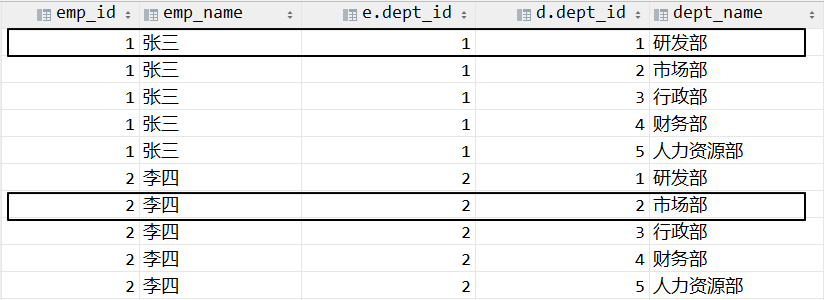 emp_id emp_name e.dept_id d.dept_id dept_name
1 张三 1 1 研发部
1 张三 1 2 市场部
1 张三 1 3 行政部
1 张三 1 4 财务部
1 张三 1 5 人力资源部
2 李四 2 1 研发部
2 李四 2 2 市场部
2 李四 2 3 行政部
2 李四 2 4 财务部
2 李四 2 5 人力资源部